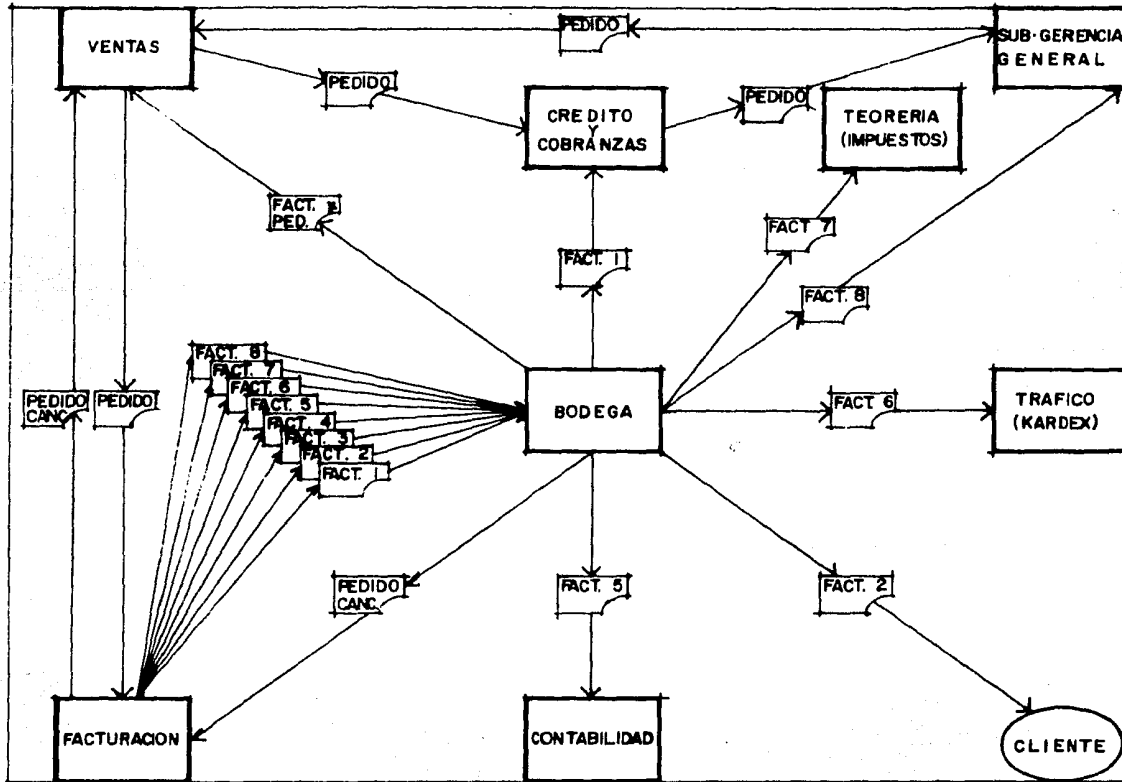 VENTAS
PEDIDO
SUB-GERENCIA
GENERAL
PEDIDO
PEDIDO
CREDITO
Y
COBRANZAS
TEORERIA
(IMPUESTOS)
FACT. y
PED.
FACT 7
FACT. 1
FACT. 8
FACT. 8
FACT. 7
FACT. 6
FACT. 5
FACT. 4
FACT. 3
FACT. 2
FACT. 1
PEDIDO
CANC.
PEDIDO
BODEGA
FACT 6
TRAFICO
(KARDEX)
PEDIDO
CANC.
FACT. 5
FACT. 2
FACTURACION
CONTABILIDAD
CLIENTE